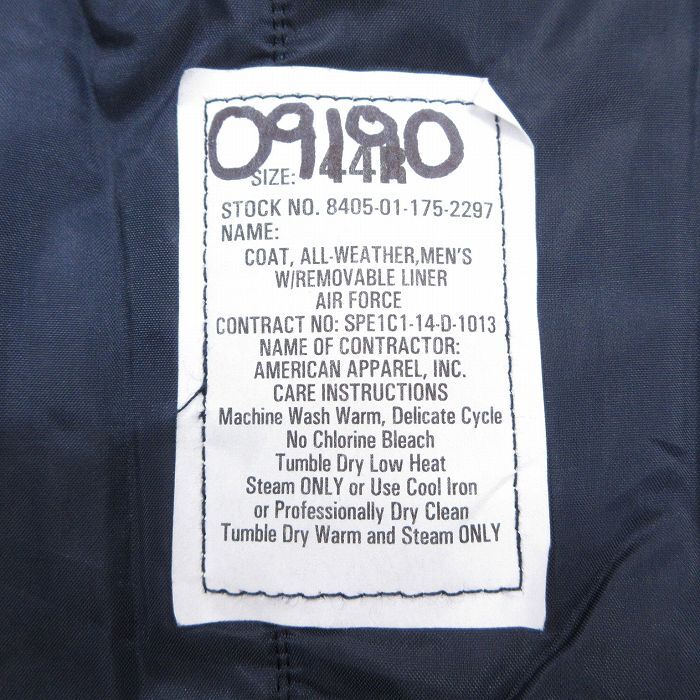 09190
SIZE: 44R
STOCK NO. 8405-01-175-2297
NAME:
COAT, ALL-WEATHER,MEN'S
W/REMOVABLE LINER
AIR FORCE
CONTRACT NO: SPE1C1-14-D-1013
NAME OF CONTRACTOR:
AMERICAN APPAREL, INC.
CARE INSTRUCTIONS
Machine Wash Warm, Delicate Cycle
No Chlorine Bleach
Tumble Dry Low Heat
Steam ONLY or Use Cool Iron
or Professionally Dry Clean
Tumble Dry Warm and Steam ONLY